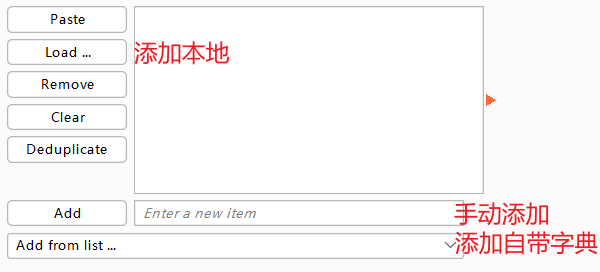 Paste
Load ...
添加本地
Remove
Clear
Deduplicate
Add
Enter a new item
手动添加
Add from list ...
添加自带字典